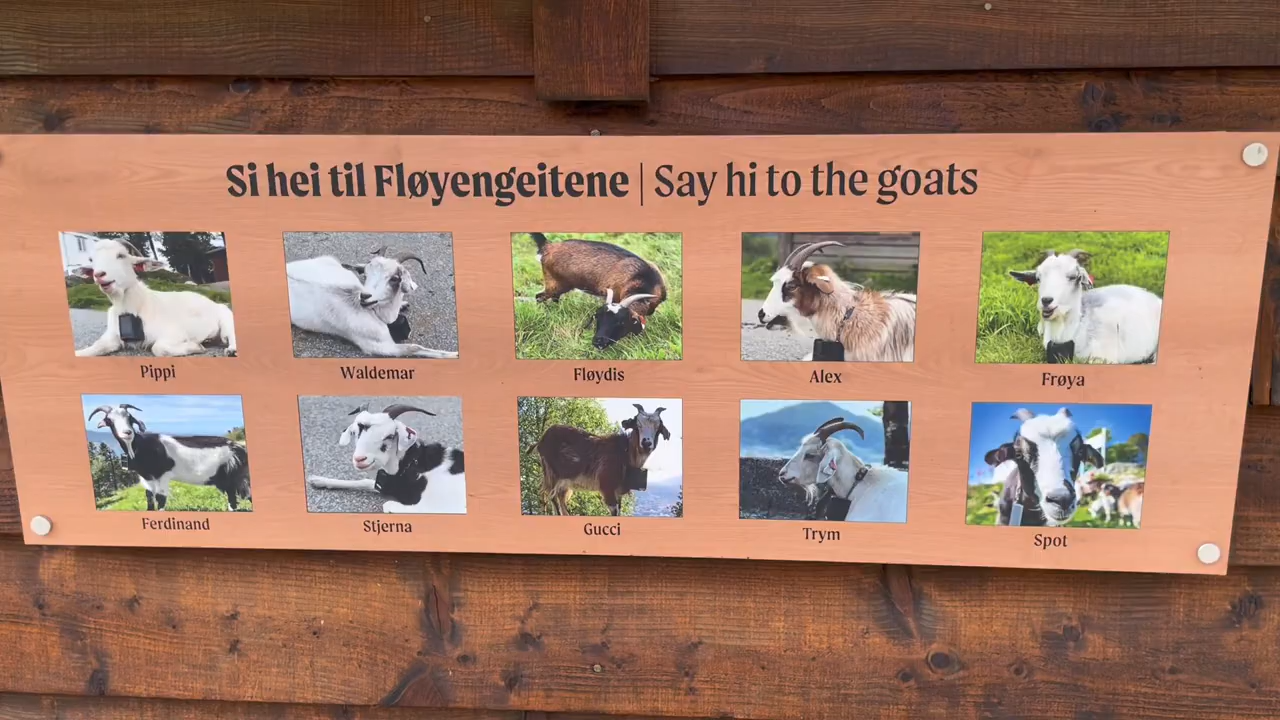 Si hei til Fløyengeitene | Say hi to the goats
Pippi
Waldemar
Fløydis
Alex
Frøya
Ferdinand
Stjerna
Gucci
Trym
Spot